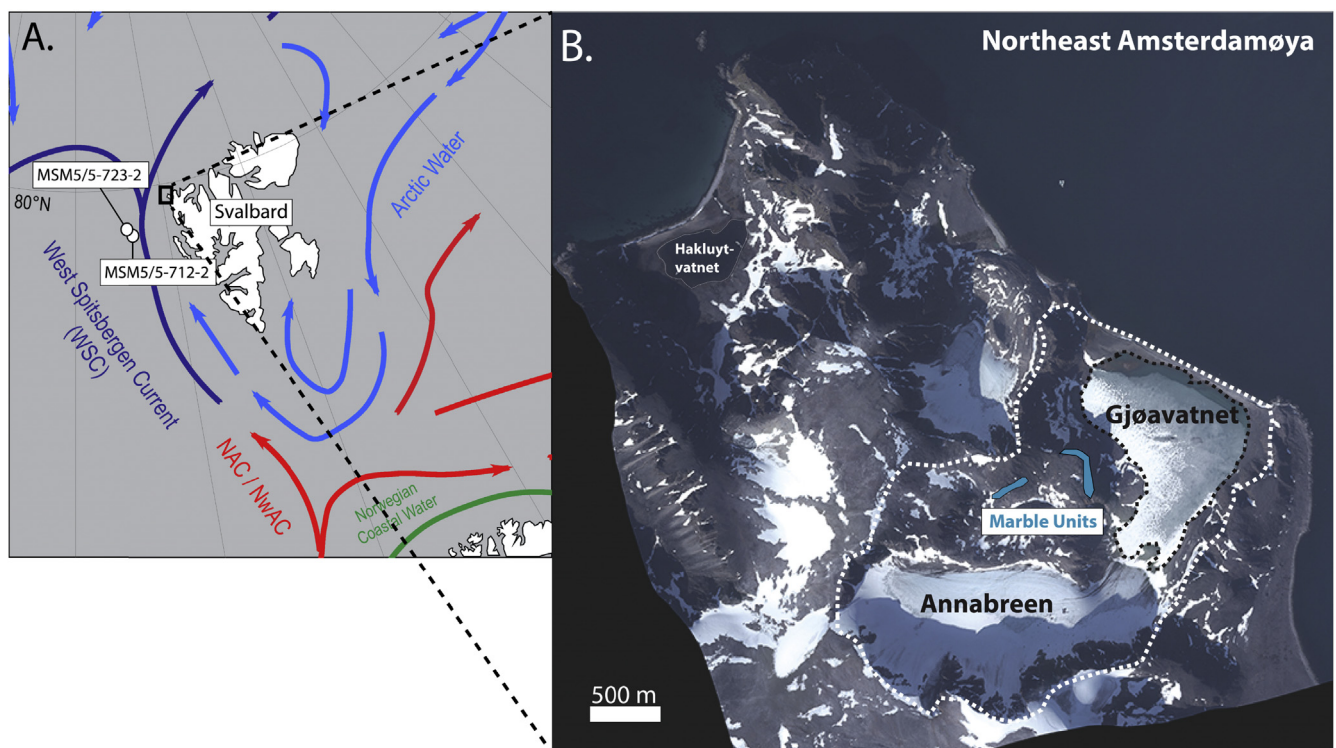 A.
MSM5/5-723-2
80°N
Svalbard
MSM5/5-712-2
Arctic Water
West Spitsbergen Current
(WSC)
NAC / NwAC
Norwegian
Coastal Water
B.
Northeast Amsterdamøya
Hakluyt-
vatnet
Gjøavatnet
Marble Units
Annabreen
500 m